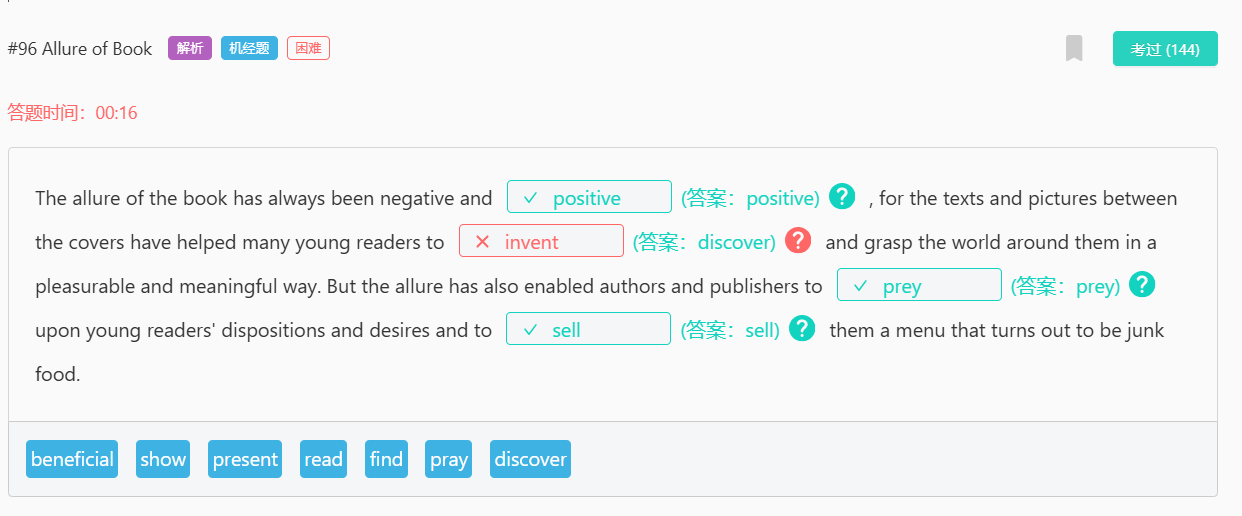 #96 Allure of Book 解析 机经题 困难 考过 (144)
答题时间：00:16
The allure of the book has always been negative and positive (答案：positive) ? , for the texts and pictures between
the covers have helped many young readers to invent (答案：discover) ? and grasp the world around them in a
pleasurable and meaningful way. But the allure has also enabled authors and publishers to prey (答案：prey) ?
upon young readers' dispositions and desires and to sell (答案：sell) ? them a menu that turns out to be junk
food.
beneficial show present read find pray discover